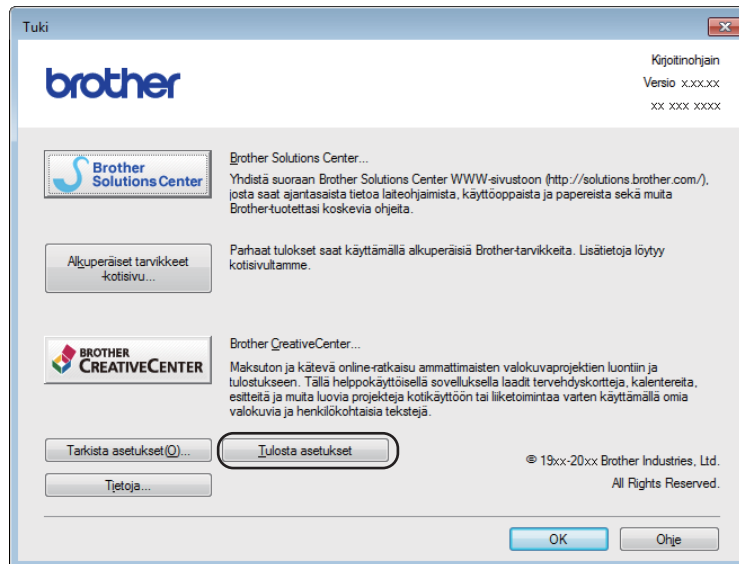 Tuki
brother
Kirjoitinohjain
Versio x.xx.xx
xx xxx xxxx
Brother
Solutions Center
Brother Solutions Center...
Yhdistä suoraan Brother Solutions Center WWW-sivustoon (http://solutions.brother.com/),
josta saat ajantasaista tietoa laiteohjaimista, käyttöoppaista ja papereista sekä muita
Brother-tuotettasi koskevia ohjeita.
Alkuperäiset tarvikkeet
-kotisivu...
Parhaat tulokset saat käyttämällä alkuperäisiä Brother-tarvikkeita. Lisätietoja löytyy
kotisivultamme.
BROTHER
CREATIVECENTER
Brother CreativeCenter...
Maksuton ja kätevä online-ratkaisu ammattimaisten valokuvaprojektien luontiin ja
tulostukseen. Tällä helppokäyttöisellä sovelluksella laadit tervehdyskortteja, kalentereita,
esitteitä ja muita luovia projekteja kotikäyttöön tai liiketoimintaa varten käyttämällä omia
valokuvia ja henkilökohtaisia tekstejä.
Tarkista asetukset(O)...
Tulosta asetukset
Tietoja...
© 19xx-20xx Brother Industries, Ltd.
All Rights Reserved.
OK
Ohje